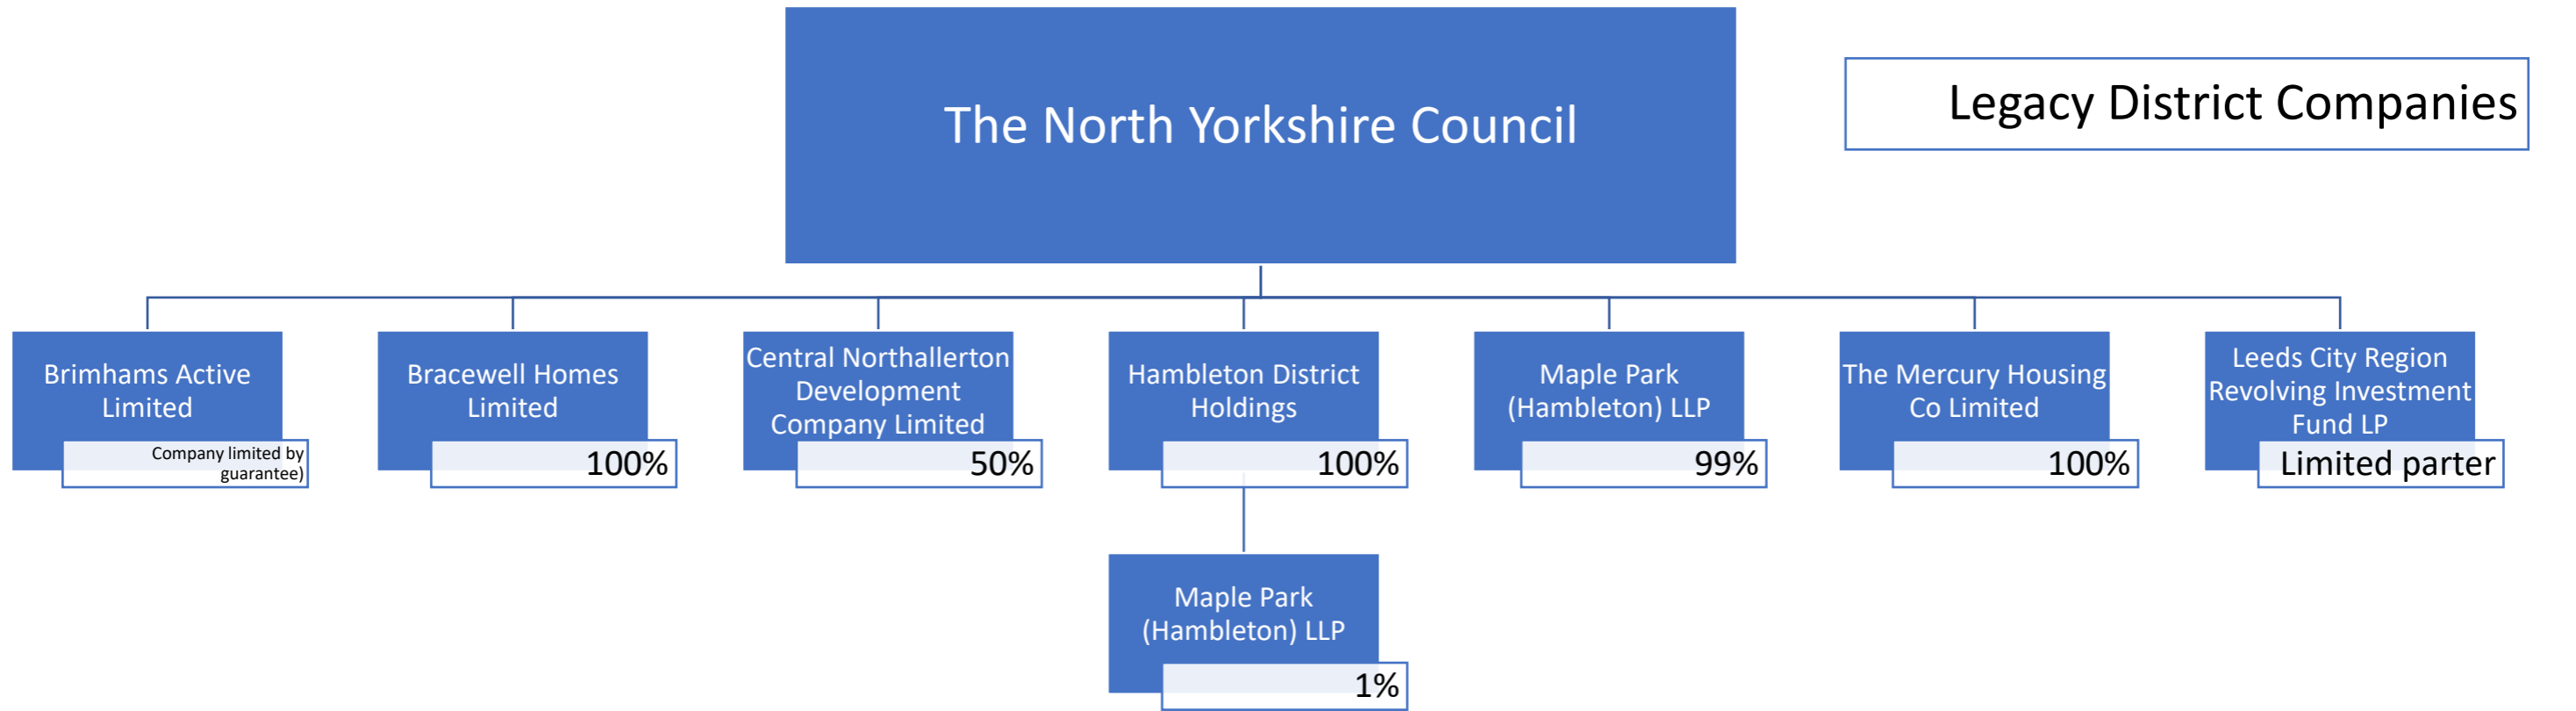 The North Yorkshire Council
Legacy District Companies
Brimhams Active
Limited
Company limited by
guarantee)
Bracewell Homes
Limited
100%
Central Northallerton
Development
Company Limited
50%
Hambleton District
Holdings
100%
Maple Park
(Hambleton) LLP
99%
The Mercury Housing
Co Limited
100%
Leeds City Region
Revolving Investment
Fund LP
Limited parter
Maple Park
(Hambleton) LLP
1%